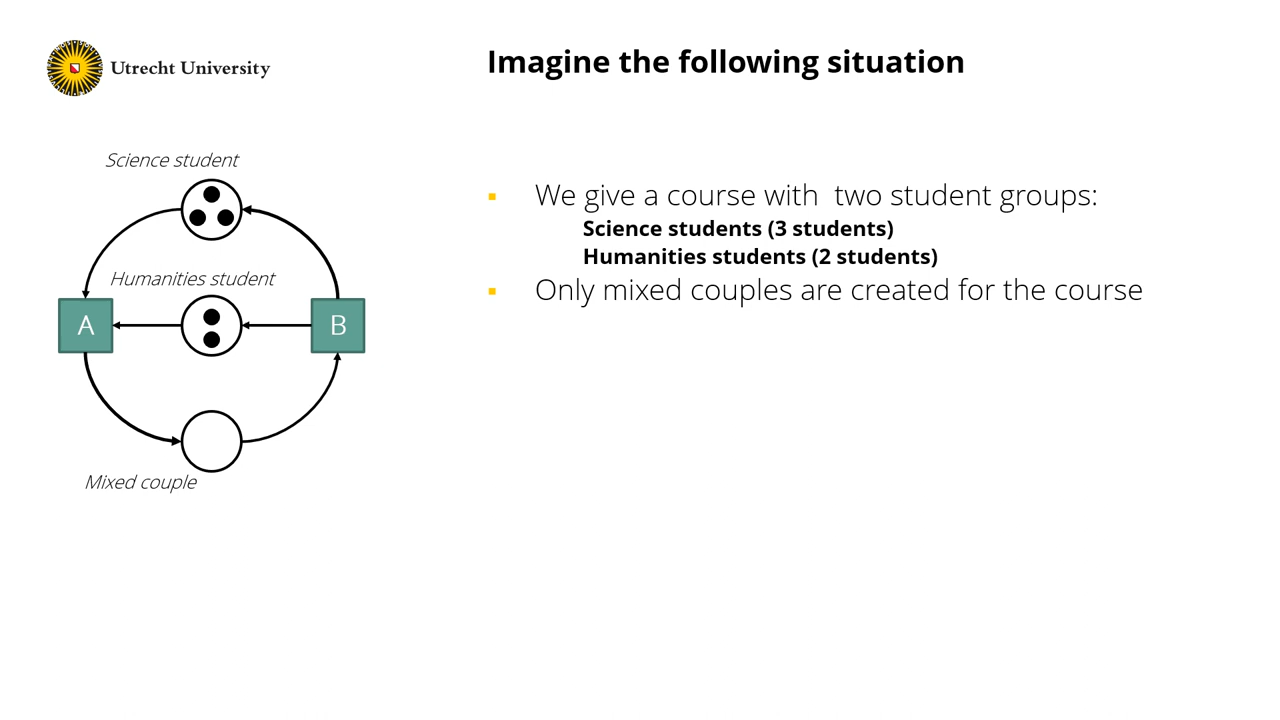 Utrecht University
Imagine the following situation
Science student
Humanities student
A
B
Mixed couple
We give a course with two student groups:
Science students (3 students)
Humanities students (2 students)
Only mixed couples are created for the course